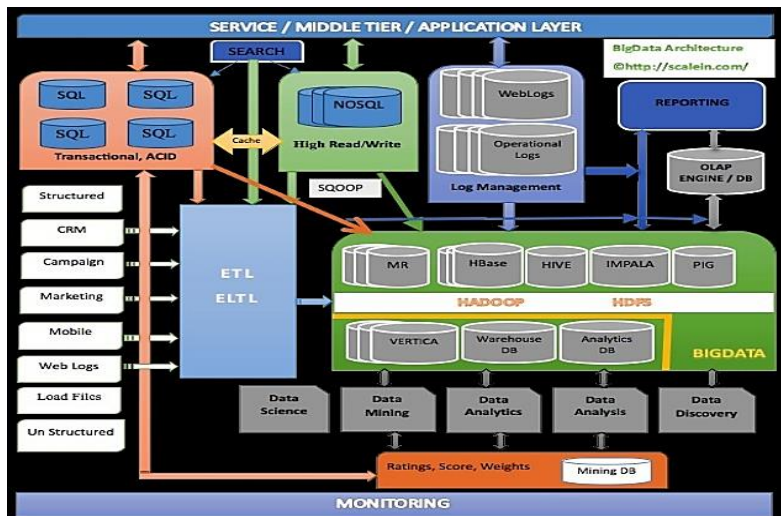 SERVICE / MIDDLE TIER / APPLICATION LAYER
SEARCH
BigData Architecture
©http://scalein.com/
SQL
SQL
SQL
SQL
Transactional, ACID
Cache
NOSQL
High Read/Write
WebLogs
Operational
Logs
Log Management
REPORTING
OLAP
ENGINE / DB
SQOOP
Structured
CRM
Campaign
Marketing
Mobile
Web Logs
Load Files
Un Structured
ETL
ELTL
MR
HBase
HIVE
IMPALA
PIG
HADOOP
HDFS
VERTICA
Warehouse
DB
Analytics
DB
BIGDATA
Data
Science
Data
Mining
Data
Analytics
Data
Analysis
Data
Discovery
Ratings, Score, Weights
Mining DB
MONITORING